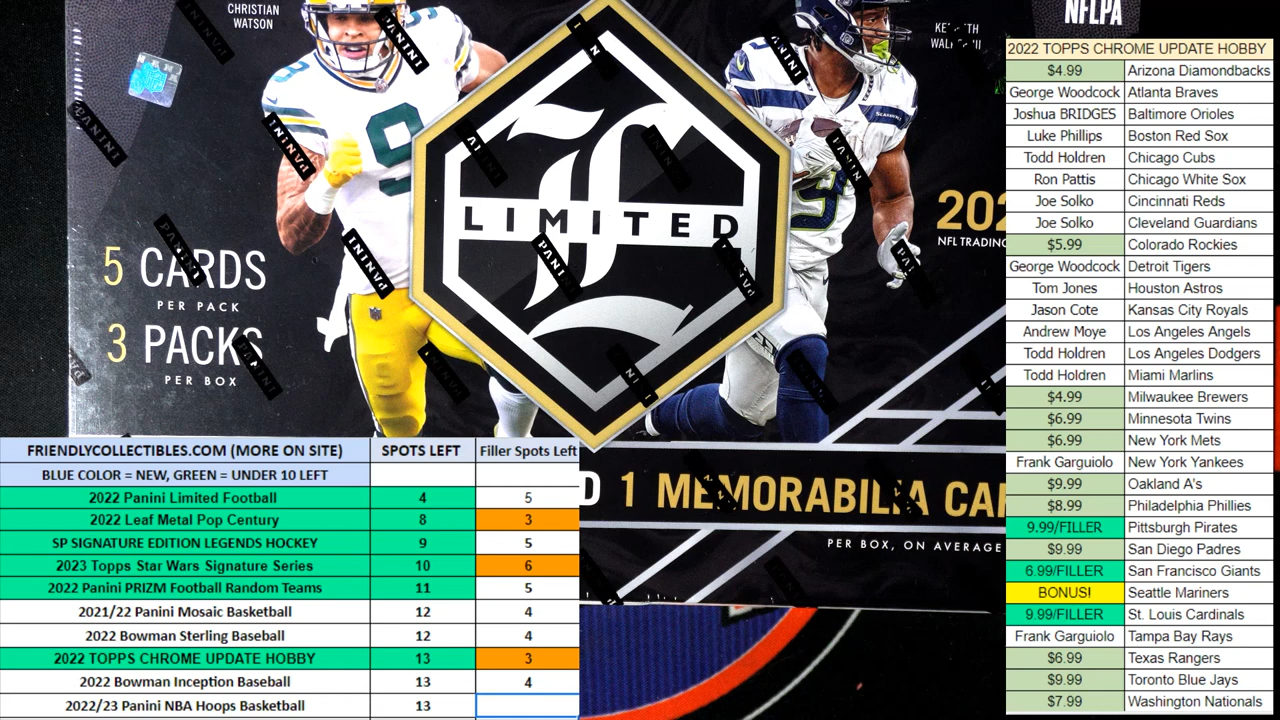 CHRISTIAN
WATSON
NFLPA
LIMITED
5 CARDS
PER PACK
3 PACKS
PER BOX
NFL TRADING
1 MEMORABILIA
PER BOX, ON AVERAGE
PANINI
FRIENDLYCOLLECTIBLES.COM (MORE ON SITE) SPOTS LEFT Filler Spots Left
BLUE COLOR = NEW, GREEN = UNDER 10 LEFT
2022 Panini Limited Football 4 5
2022 Leaf Metal Pop Century 8 3
SP SIGNATURE EDITION LEGENDS HOCKEY 9 5
2023 Topps Star Wars Signature Series 10 6
2022 Panini PRIZM Football Random Teams 11 5
2021/22 Panini Mosaic Basketball 12 4
2022 Bowman Sterling Baseball 12 4
2022 TOPPS CHROME UPDATE HOBBY 13 3
2022 Bowman Inception Baseball 13 4
2022/23 Panini NBA Hoops Basketball 13
2022 TOPPS CHROME UPDATE HOBBY
$4.99 Arizona Diamondbacks
George Woodcock Atlanta Braves
Joshua BRIDGES Baltimore Orioles
Luke Phillips Boston Red Sox
Todd Holdren Chicago Cubs
Ron Pattis Chicago White Sox
Joe Solko Cincinnati Reds
Joe Solko Cleveland Guardians
$5.99 Colorado Rockies
George Woodcock Detroit Tigers
Tom Jones Houston Astros
Jason Cote Kansas City Royals
Andrew Moye Los Angeles Angels
Todd Holdren Los Angeles Dodgers
Todd Holdren Miami Marlins
$4.99 Milwaukee Brewers
$6.99 Minnesota Twins
$6.99 New York Mets
Frank Garguiolo New York Yankees
$9.99 Oakland A's
$8.99 Philadelphia Phillies
9.99/FILLER Pittsburgh Pirates
$9.99 San Diego Padres
6.99/FILLER San Francisco Giants
BONUS! Seattle Mariners
9.99/FILLER St. Louis Cardinals
Frank Garguiolo Tampa Bay Rays
$6.99 Texas Rangers
$9.99 Toronto Blue Jays
$7.99 Washington Nationals